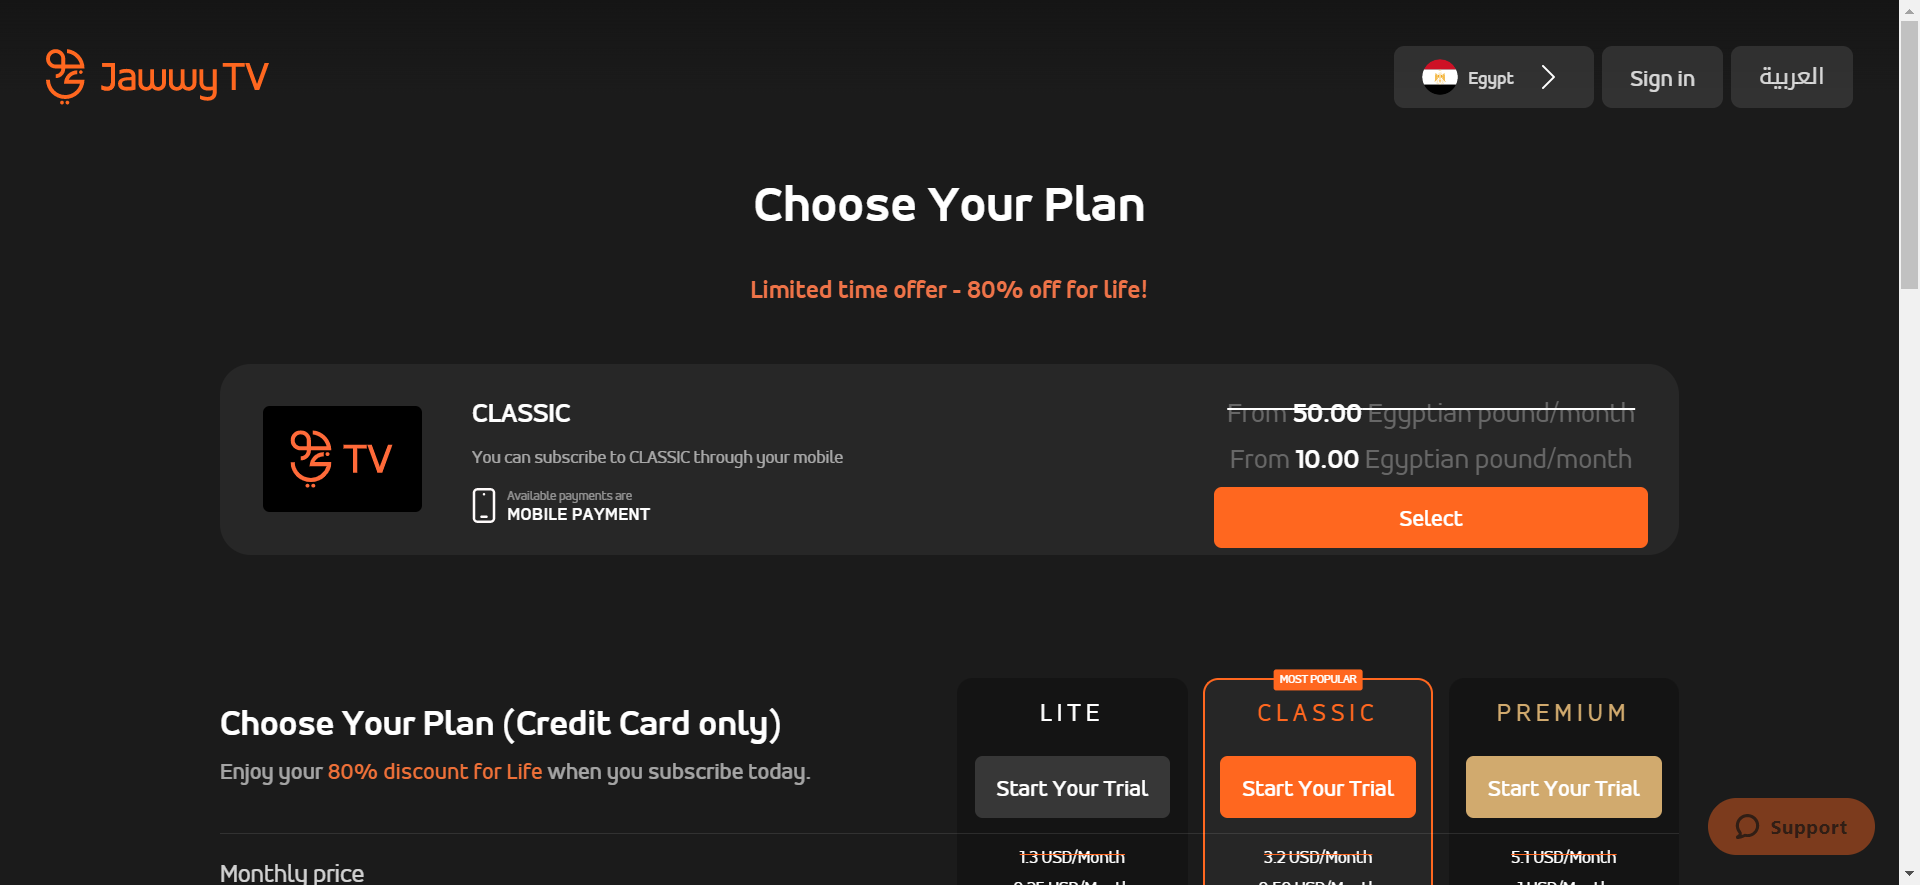 Jawwy TV
Egypt
Sign in
العربية
Choose Your Plan
Limited time offer - 80% off for life!
TV
CLASSIC
You can subscribe to CLASSIC through your mobile
Available payments are
MOBILE PAYMENT
From 50.00 Egyptian pound/month
From 10.00 Egyptian pound/month
Select
Choose Your Plan (Credit Card only)
Enjoy your 80% discount for Life when you subscribe today.
LITE
Start Your Trial
MOST POPULAR
CLASSIC
Start Your Trial
PREMIUM
Start Your Trial
Monthly price
1.3 USD/Month
3.2 USD/Month
5.1 USD/Month
Support